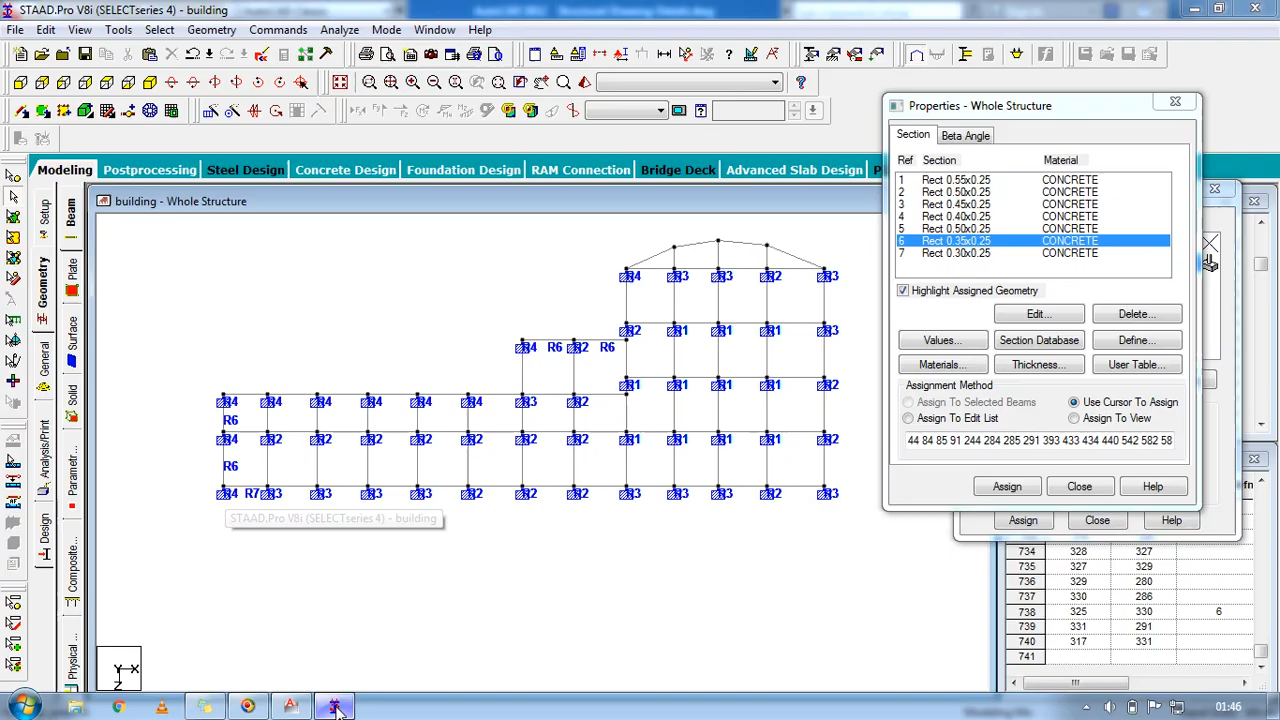 STAAD.Pro V8i (SELECTseries 4) - building
File Edit View Tools Select Geometry Commands Analyze Mode Window Help
Modeling Postprocessing Steel Design Concrete Design Foundation Design RAM Connection Bridge Deck Advanced Slab Design
building - Whole Structure
Setup
Geometry
General
Analysis/Print
Design
Beam
Plate
Surface
Solid
Parametr...
Composite...
Physical ...
R4 R3 R3 R2 R3
R2 R1 R1 R1 R3
R4 R6 R2 R6
R1 R1 R1 R1 R2
R4 R4 R4 R4 R4 R4 R3 R2
R6
R4 R2 R2 R2 R2 R2 R2 R2 R1 R1 R1 R1 R2
R6
R4 R7 R3 R3 R3 R3 R2 R2 R2 R3 R3 R3 R2 R3
STAAD.Pro V8i (SELECTseries 4) - building
Y X
Z
Properties - Whole Structure
Section Beta Angle
Ref Section Material
1 Rect 0.55x0.25 CONCRETE
2 Rect 0.50x0.25 CONCRETE
3 Rect 0.45x0.25 CONCRETE
4 Rect 0.40x0.25 CONCRETE
5 Rect 0.50x0.25 CONCRETE
6 Rect 0.35x0.25 CONCRETE
7 Rect 0.30x0.25 CONCRETE
Highlight Assigned Geometry
Edit... Delete...
Values... Section Database Define...
Materials... Thickness... User Table...
Assignment Method
Assign To Selected Beams Use Cursor To Assign
Assign To Edit List Assign To View
44 84 85 91 244 284 285 291 393 433 434 440 542 582 58
Assign Close Help
Assign Close Help
734 328 327
735 327 329
736 329 280
737 330 286
738 325 330 6
739 331 291
740 317 331
741
01:46